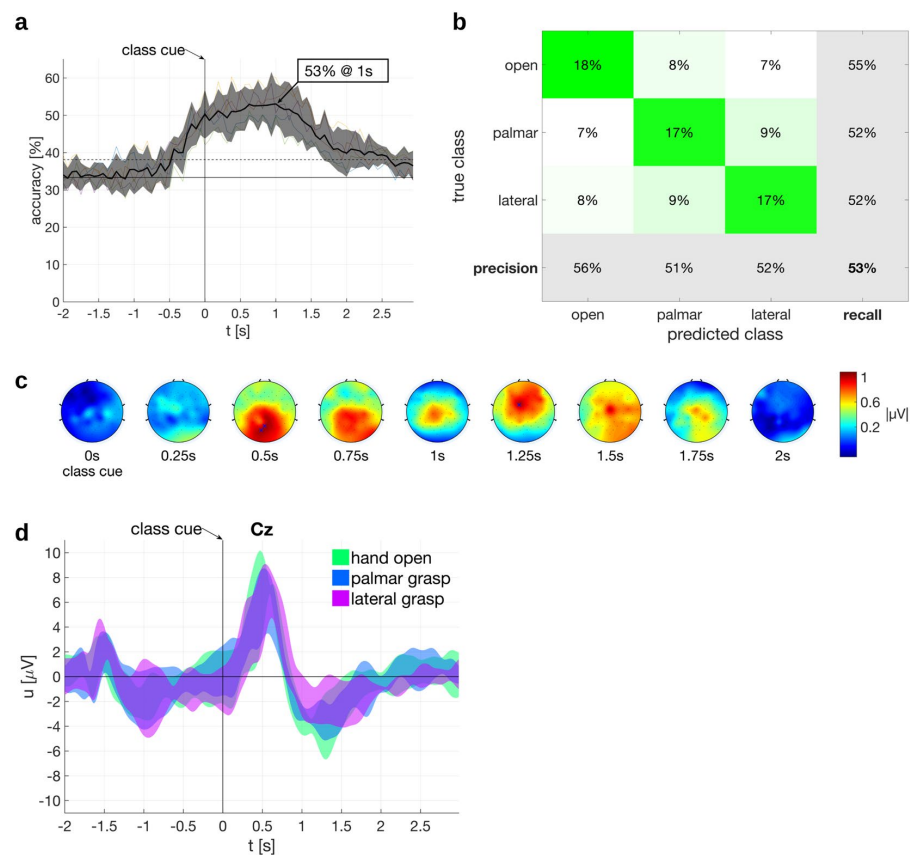 a
class cue
53% @ 1s
60
50
40
30
20
10
0
accuracy [%]
-2 -1.5 -1 -0.5 0 0.5 1 1.5 2 2.5
t [s]
b
open 18% 8% 7% 55%
palmar 7% 17% 9% 52%
lateral 8% 9% 17% 52%
precision 56% 51% 52% 53%
true class
open palmar lateral recall
predicted class
c
0s 0.25s 0.5s 0.75s 1s 1.25s 1.5s 1.75s 2s
class cue
1
0.6
0.2
|µV|
d
class cue
Cz
hand open
palmar grasp
lateral grasp
10
8
6
4
2
0
-2
-4
-6
-8
-10
u [µV]
-2 -1.5 -1 -0.5 0 0.5 1 1.5 2 2.5
t [s]